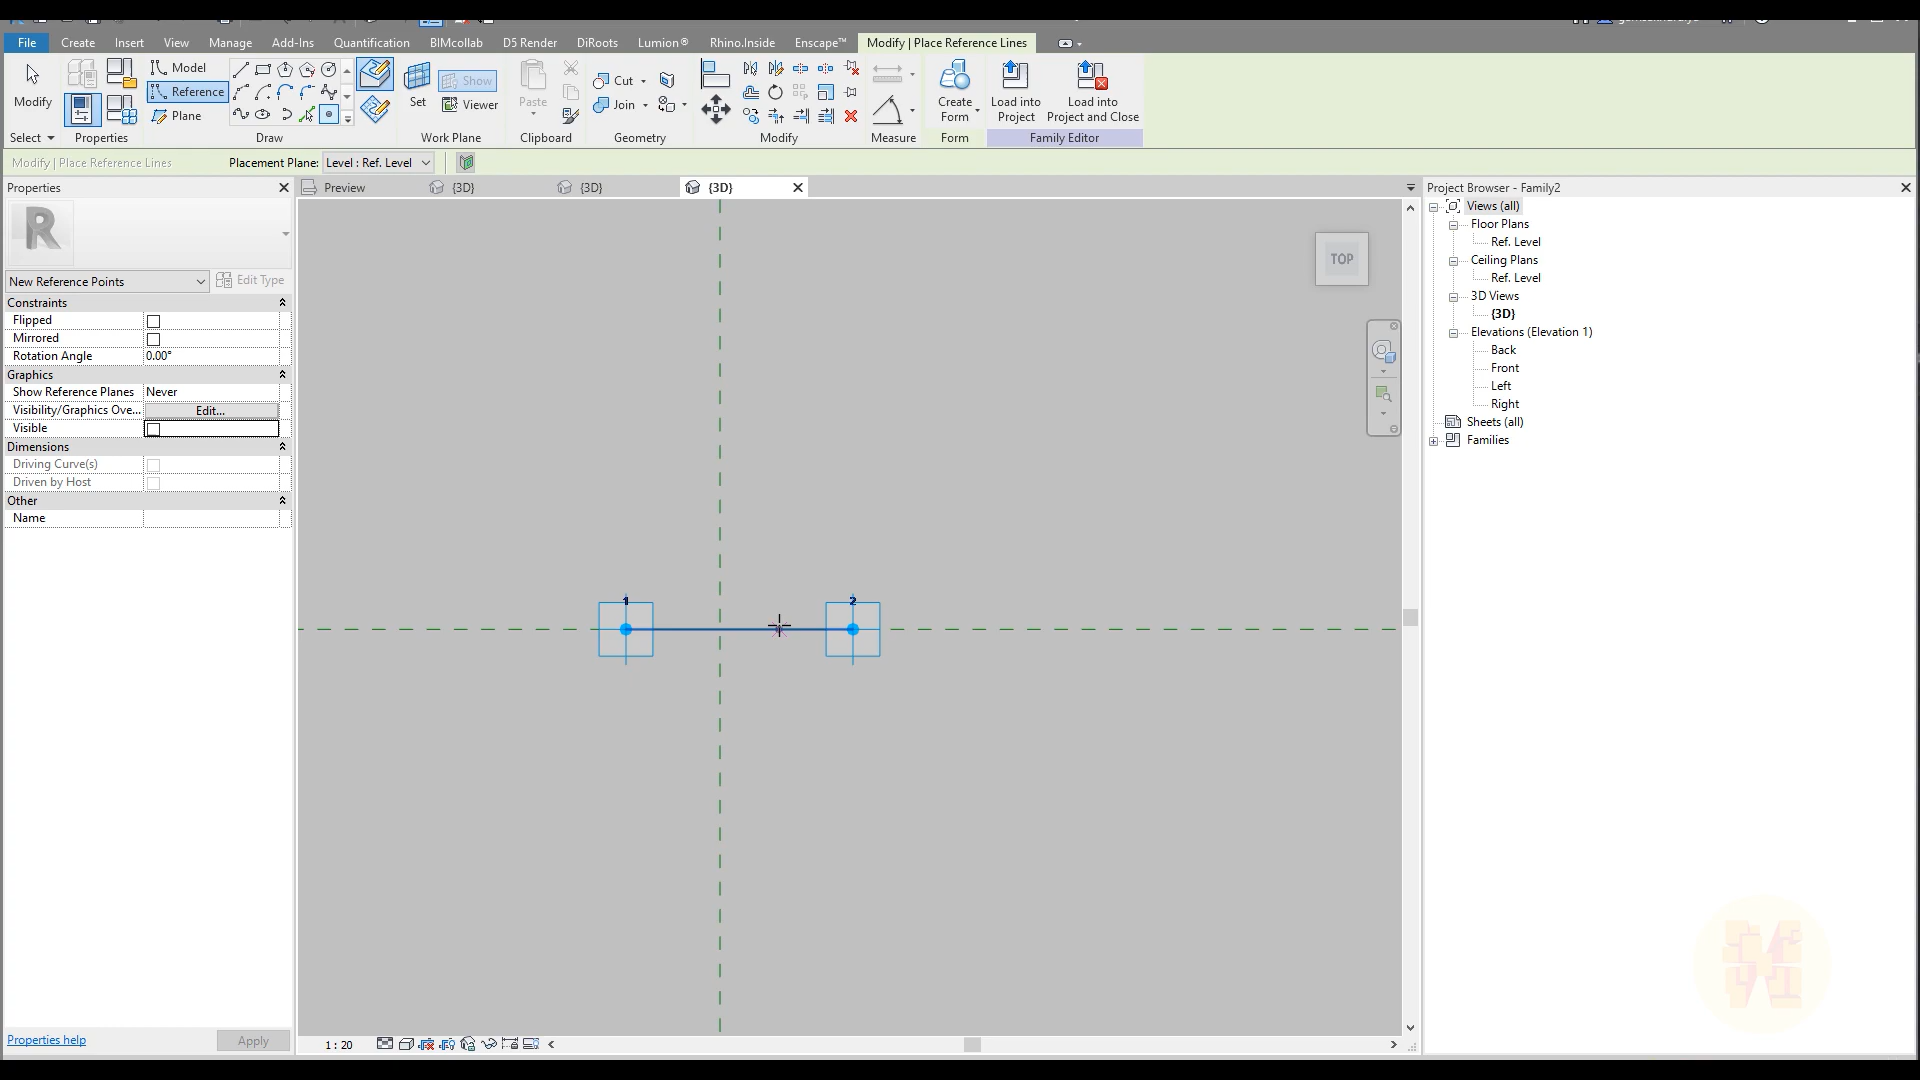 File Create Insert View Manage Add-Ins Quantification BIMcollab D5 Render DiRoots Lumion® Rhino.Inside Enscape™ Modify | Place Reference Lines
Modify
Model
Reference
Plane
Set
Show
Viewer
Paste
Cut
Join
Create
Form
Load into
Project
Load into
Project and Close
Select Properties Draw Work Plane Clipboard Geometry Modify Measure Form Family Editor
Modify | Place Reference Lines Placement Plane: Level : Ref. Level
Properties
R
New Reference Points Edit Type
Constraints
Flipped
Mirrored
Rotation Angle 0.00°
Graphics
Show Reference Planes Never
Visibility/Graphics Ove... Edit...
Visible
Dimensions
Driving Curve(s)
Driven by Host
Other
Name
Properties help Apply
Preview {3D} {3D} {3D}
TOP
1 2
1 : 20
Project Browser - Family2
Views (all)
Floor Plans
Ref. Level
Ceiling Plans
Ref. Level
3D Views
{3D}
Elevations (Elevation 1)
Back
Front
Left
Right
Sheets (all)
Families